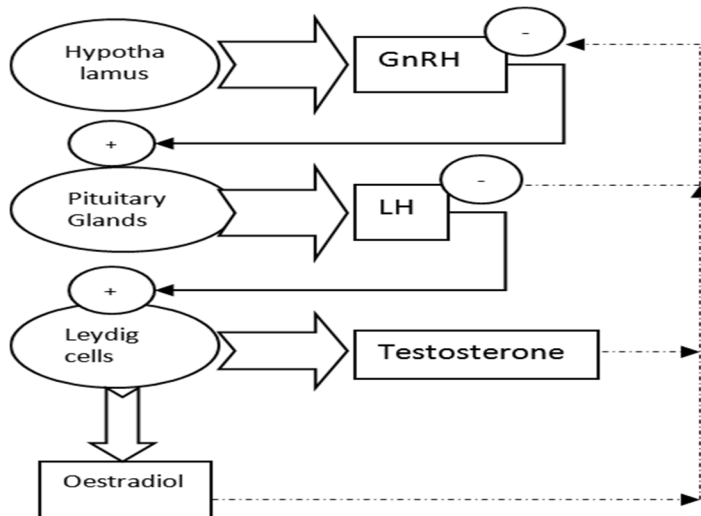 Hypotha
lamus
GnRH
-
+
Pituitary
Glands
LH
-
+
Leydig
cells
Testosterone
Oestradiol